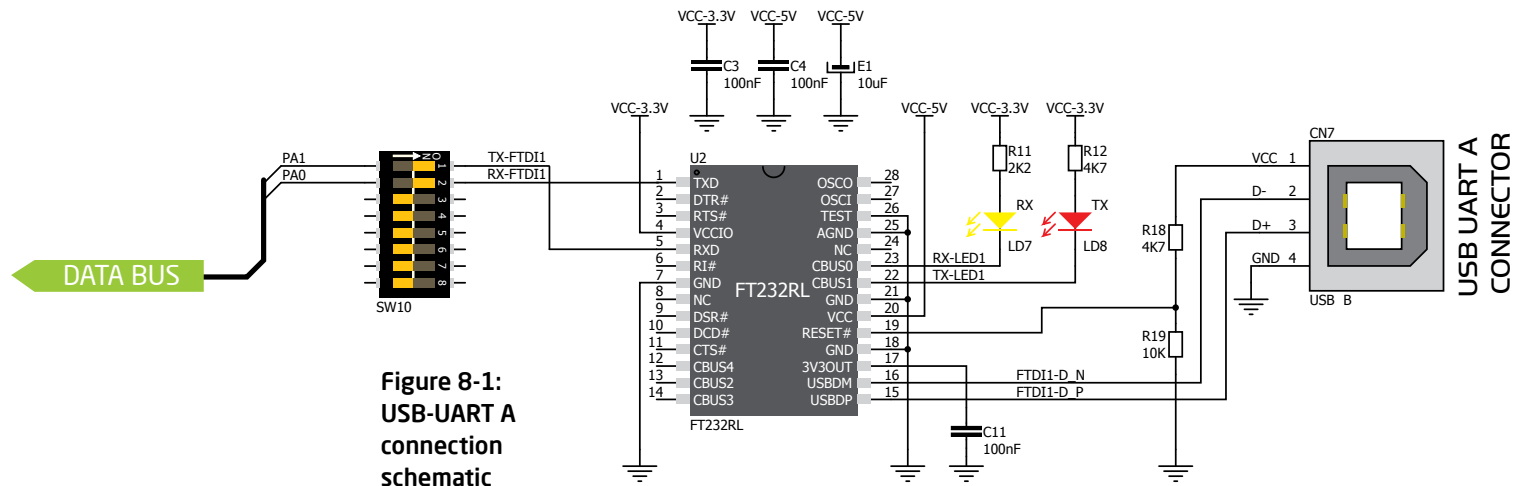 VCC-3.3V VCC-5V VCC-5V
C3 100nF
C4 100nF
E1 10uF
VCC-3.3V
VCC-5V
VCC-3.3V
VCC-3.3V
R11 2K2
R12 4K7
RX
LD7
TX
LD8
DATA BUS
PA1
PA0
ON
1
2
3
4
5
6
7
8
SW10
TX-FTDI1
RX-FTDI1
U2
1 TXD
2 DTR#
3 RTS#
4 VCCIO
5 RXD
6 RI#
7 GND
8 NC
9 DSR#
10 DCD#
11 CTS#
12 CBUS4
13 CBUS2
14 CBUS3
FT232RL
OSCO 28
OSCI 27
TEST 26
AGND 25
NC 24
CBUS0 23
CBUS1 22
GND 21
VCC 20
RESET# 19
GND 18
3V3OUT 17
USBDM 16
USBDP 15
FT232RL
RX-LED1
TX-LED1
FTDI1-D_N
FTDI1-D_P
C11
100nF
R18
4K7
R19
10K
CN7
VCC 1
D- 2
D+ 3
GND 4
USB B
USB UART A
CONNECTOR
Figure 8-1:
USB-UART A
connection
schematic